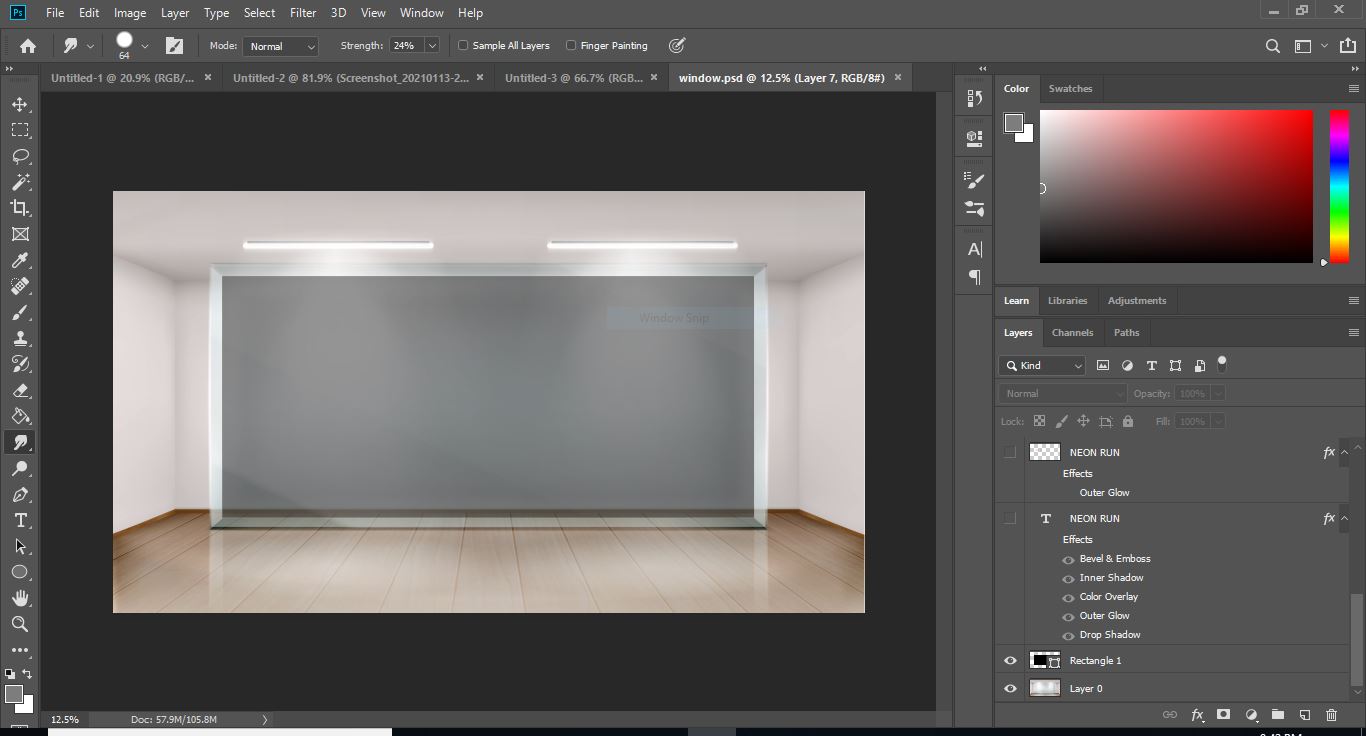 Ps File Edit Image Layer Type Select Filter 3D View Window Help
64 Mode: Normal Strength: 24% Sample All Layers Finger Painting
Untitled-1 @ 20.9% (RGB/... Untitled-2 @ 81.9% (Screenshot_20210113-2... Untitled-3 @ 66.7% (RGB... window.psd @ 12.5% (Layer 7, RGB/8#)
Color Swatches
Window Snip
Learn Libraries Adjustments
Layers Channels Paths
Kind
Normal Opacity: 100%
Lock: Fill: 100%
NEON RUN fx
Effects
Outer Glow
T NEON RUN fx
Effects
Bevel & Emboss
Inner Shadow
Color Overlay
Outer Glow
Drop Shadow
Rectangle 1
Layer 0
12.5% Doc: 57.9M/105.8M